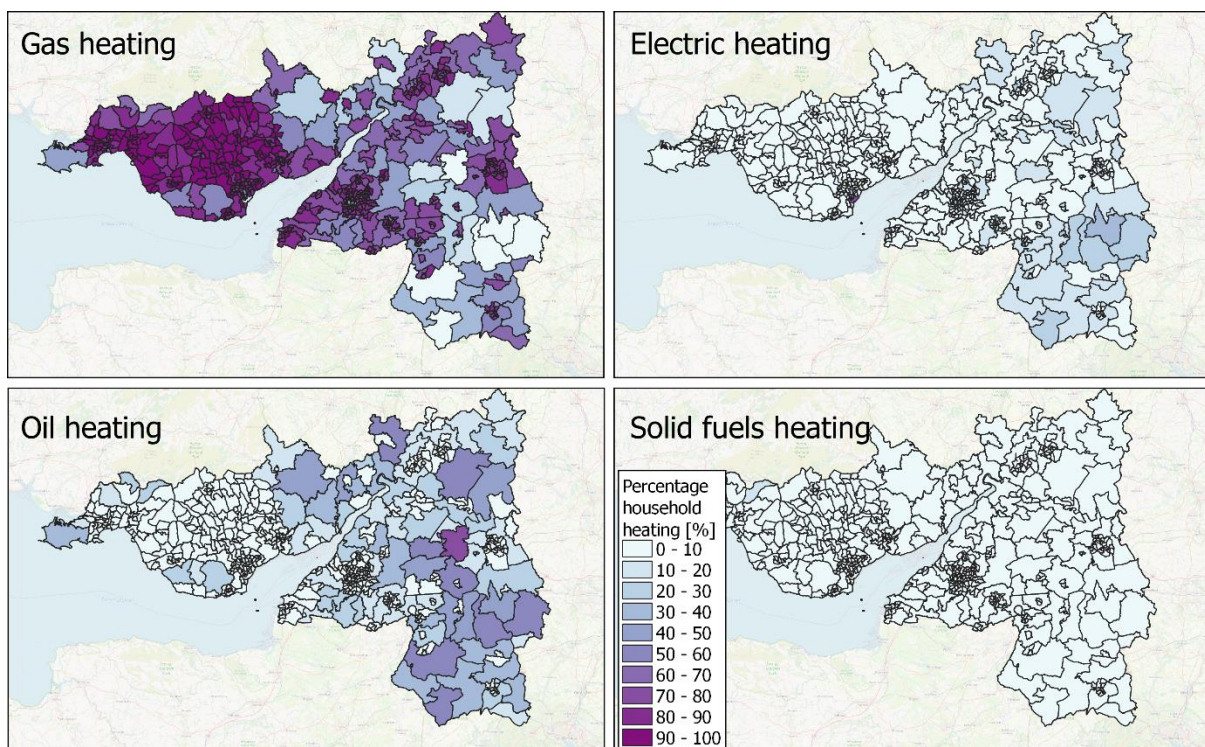 Gas heating
Electric heating
Oil heating
Solid fuels heating
Percentage
household
heating [%]
0 - 10
10 - 20
20 - 30
30 - 40
40 - 50
50 - 60
60 - 70
70 - 80
80 - 90
90 - 100